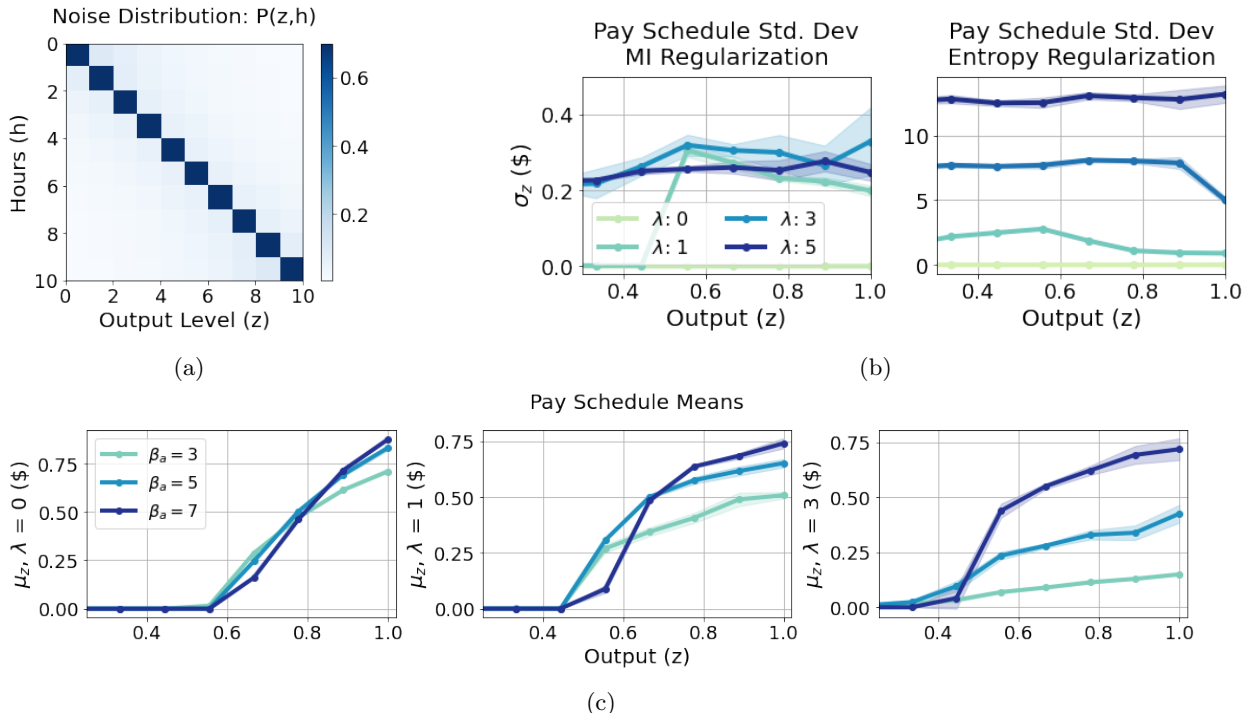 Noise Distribution: P(z,h)
0
2
4
6
8
10
Hours (h)
0 2 4 6 8 10
Output Level (z)
0.6
0.4
0.2
(a)
Pay Schedule Std. Dev
MI Regularization
σz ($)
0.4
0.2
0.0
λ: 0
λ: 1
λ: 3
λ: 5
0.4 0.6 0.8 1.0
Output (z)
Pay Schedule Std. Dev
Entropy Regularization
10
5
0
0.4 0.6 0.8 1.0
Output (z)
(b)
Pay Schedule Means
μz, λ = 0 ($)
0.75
0.50
0.25
0.00
βa = 3
βa = 5
βa = 7
0.4 0.6 0.8 1.0
μz, λ = 1 ($)
0.75
0.50
0.25
0.00
0.4 0.6 0.8 1.0
Output (z)
μz, λ = 3 ($)
0.75
0.50
0.25
0.00
0.4 0.6 0.8 1.0
(c)